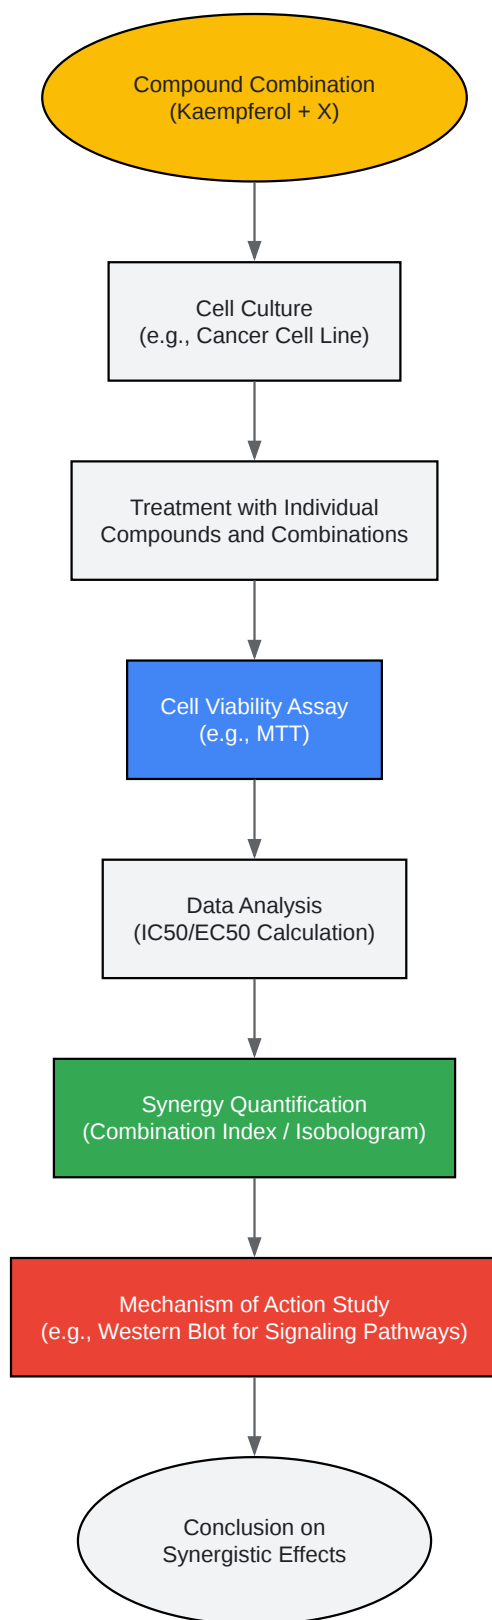 Compound Combination
(Kaempferol + X)
Cell Culture
(e.g., Cancer Cell Line)
Treatment with Individual
Compounds and Combinations
Cell Viability Assay
(e.g., MTT)
Data Analysis
(IC50/EC50 Calculation)
Synergy Quantification
(Combination Index / Isobologram)
Mechanism of Action Study
(e.g., Western Blot for Signaling Pathways)
Conclusion on
Synergistic Effects